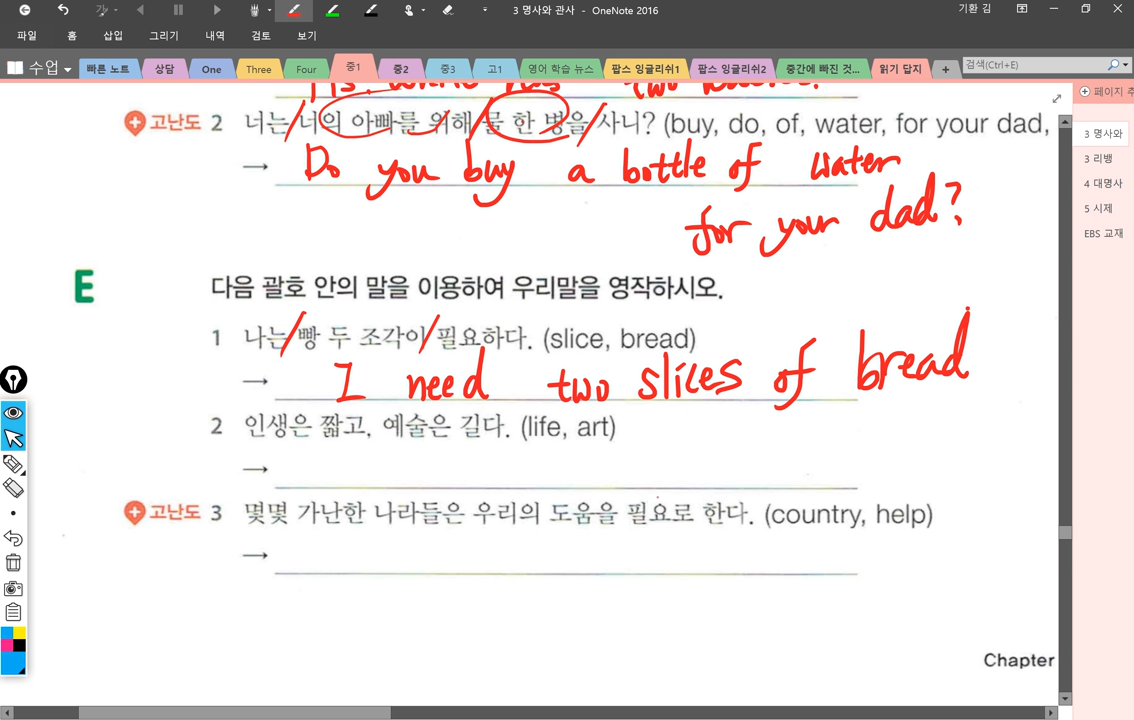 3 명사와 관사 - OneNote 2016
기환 김
파일 홈 삽입 그리기 내역 검토 보기
수업 빠른 노트 상담 One Three Four 중1 중2 중3 고1 영어 학습 뉴스 팝스 잉글리쉬1 팝스 잉글리쉬2 중간에 빠진 것... 읽기 답지 + 검색(Ctrl+E)
페이지 추
3 명사와
3 리뱅
4 대명사
5 시제
EBS 교재
고난도 2 너는 너의 아빠를 위해 물 한 병을 사니? (buy, do, of, water, for your dad,
→ Do you buy a bottle of water
for your dad?
E 다음 괄호 안의 말을 이용하여 우리말을 영작하시오.
1 나는 빵 두 조각이 필요하다. (slice, bread)
→ I need two slices of bread
2 인생은 짧고, 예술은 길다. (life, art)
→
고난도 3 몇몇 가난한 나라들은 우리의 도움을 필요로 한다. (country, help)
→
Chapter